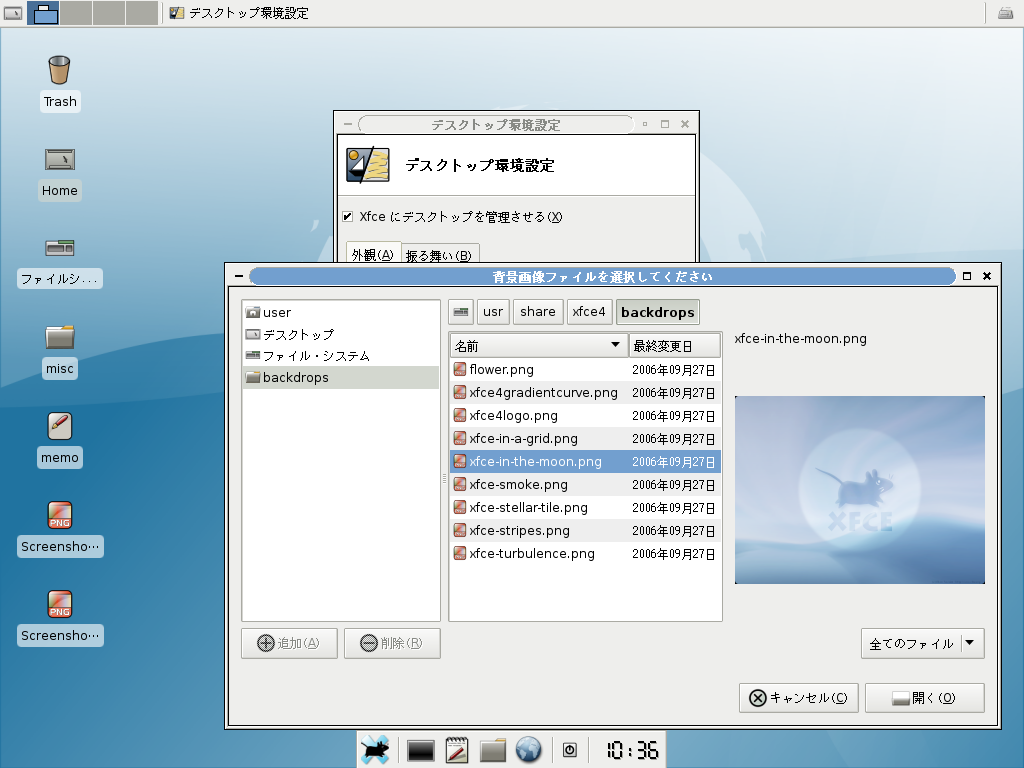 デスクトップ環境設定
Trash
Home
ファイルシ...
misc
memo
PNG
Screensho...
PNG
Screensho...
デスクトップ環境設定
デスクトップ環境設定
Xfce にデスクトップを管理させる(X)
外観(A) 振る舞い(B)
背景画像ファイルを選択してください
user
デスクトップ
ファイル・システム
backdrops
usr share xfce4 backdrops
名前 最終変更日
flower.png 2006年09月27日
xfce4gradientcurve.png 2006年09月27日
xfce4logo.png 2006年09月27日
xfce-in-a-grid.png 2006年09月27日
xfce-in-the-moon.png 2006年09月27日
xfce-smoke.png 2006年09月27日
xfce-stellar-tile.png 2006年09月27日
xfce-stripes.png 2006年09月27日
xfce-turbulence.png 2006年09月27日
xfce-in-the-moon.png
XFCE
追加(A) 削除(R)
全てのファイル
キャンセル(C) 開く(O)
10:36